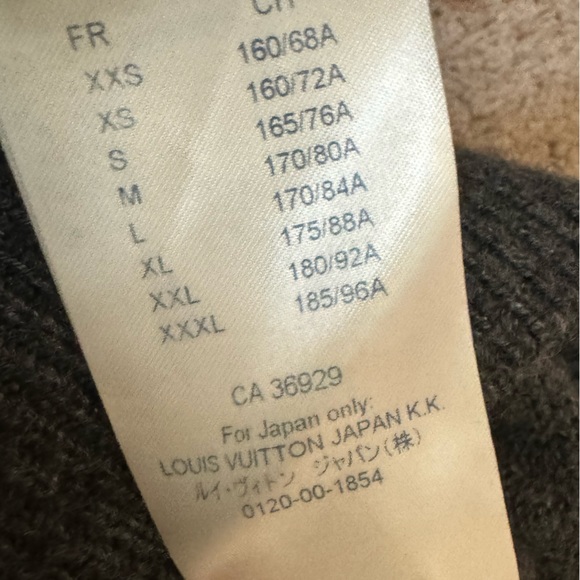 FR CH
XXS 160/68A
XS 160/72A
S 165/76A
M 170/80A
L 170/84A
XL 175/88A
XXL 180/92A
XXXL 185/96A
CA 36929
For Japan only:
LOUIS VUITTON JAPAN K.K.
ルイ・ヴィトン ジャパン(株)
0120-00-1854